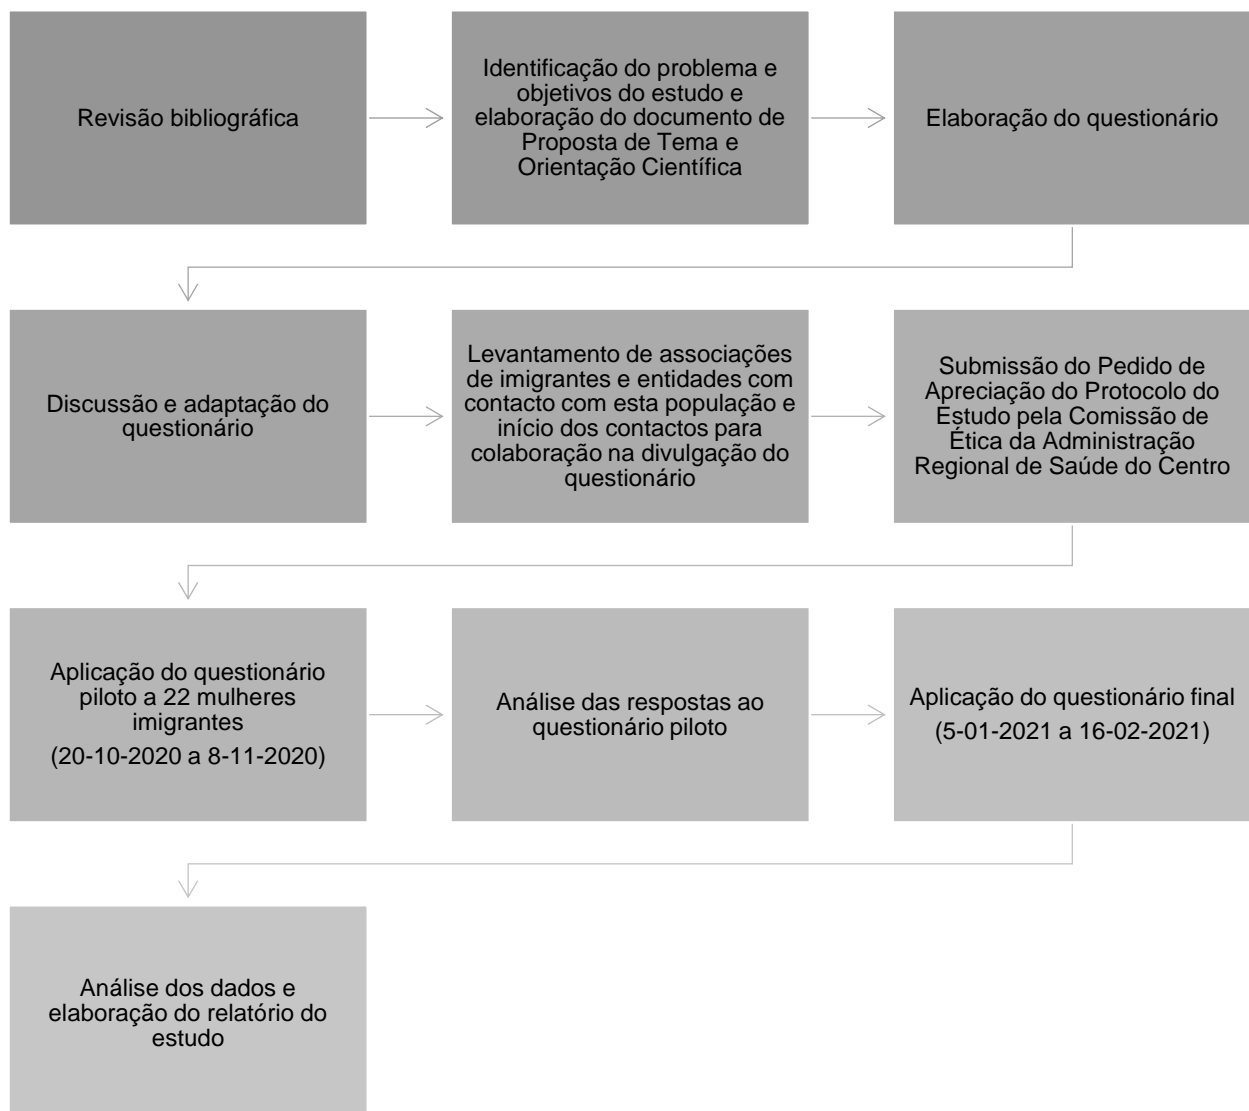 Revisão bibliográfica
Identificação do problema e
objetivos do estudo e
elaboração do documento de
Proposta de Tema e
Orientação Científica
Elaboração do questionário
Discussão e adaptação do
questionário
Levantamento de associações
de imigrantes e entidades com
contacto com esta população e
início dos contactos para
colaboração na divulgação do
questionário
Submissão do Pedido de
Apreciação do Protocolo do
Estudo pela Comissão de
Ética da Administração
Regional de Saúde do Centro
Aplicação do questionário
piloto a 22 mulheres
imigrantes
(20-10-2020 a 8-11-2020)
Análise das respostas ao
questionário piloto
Aplicação do questionário final
(5-01-2021 a 16-02-2021)
Análise dos dados e
elaboração do relatório do
estudo